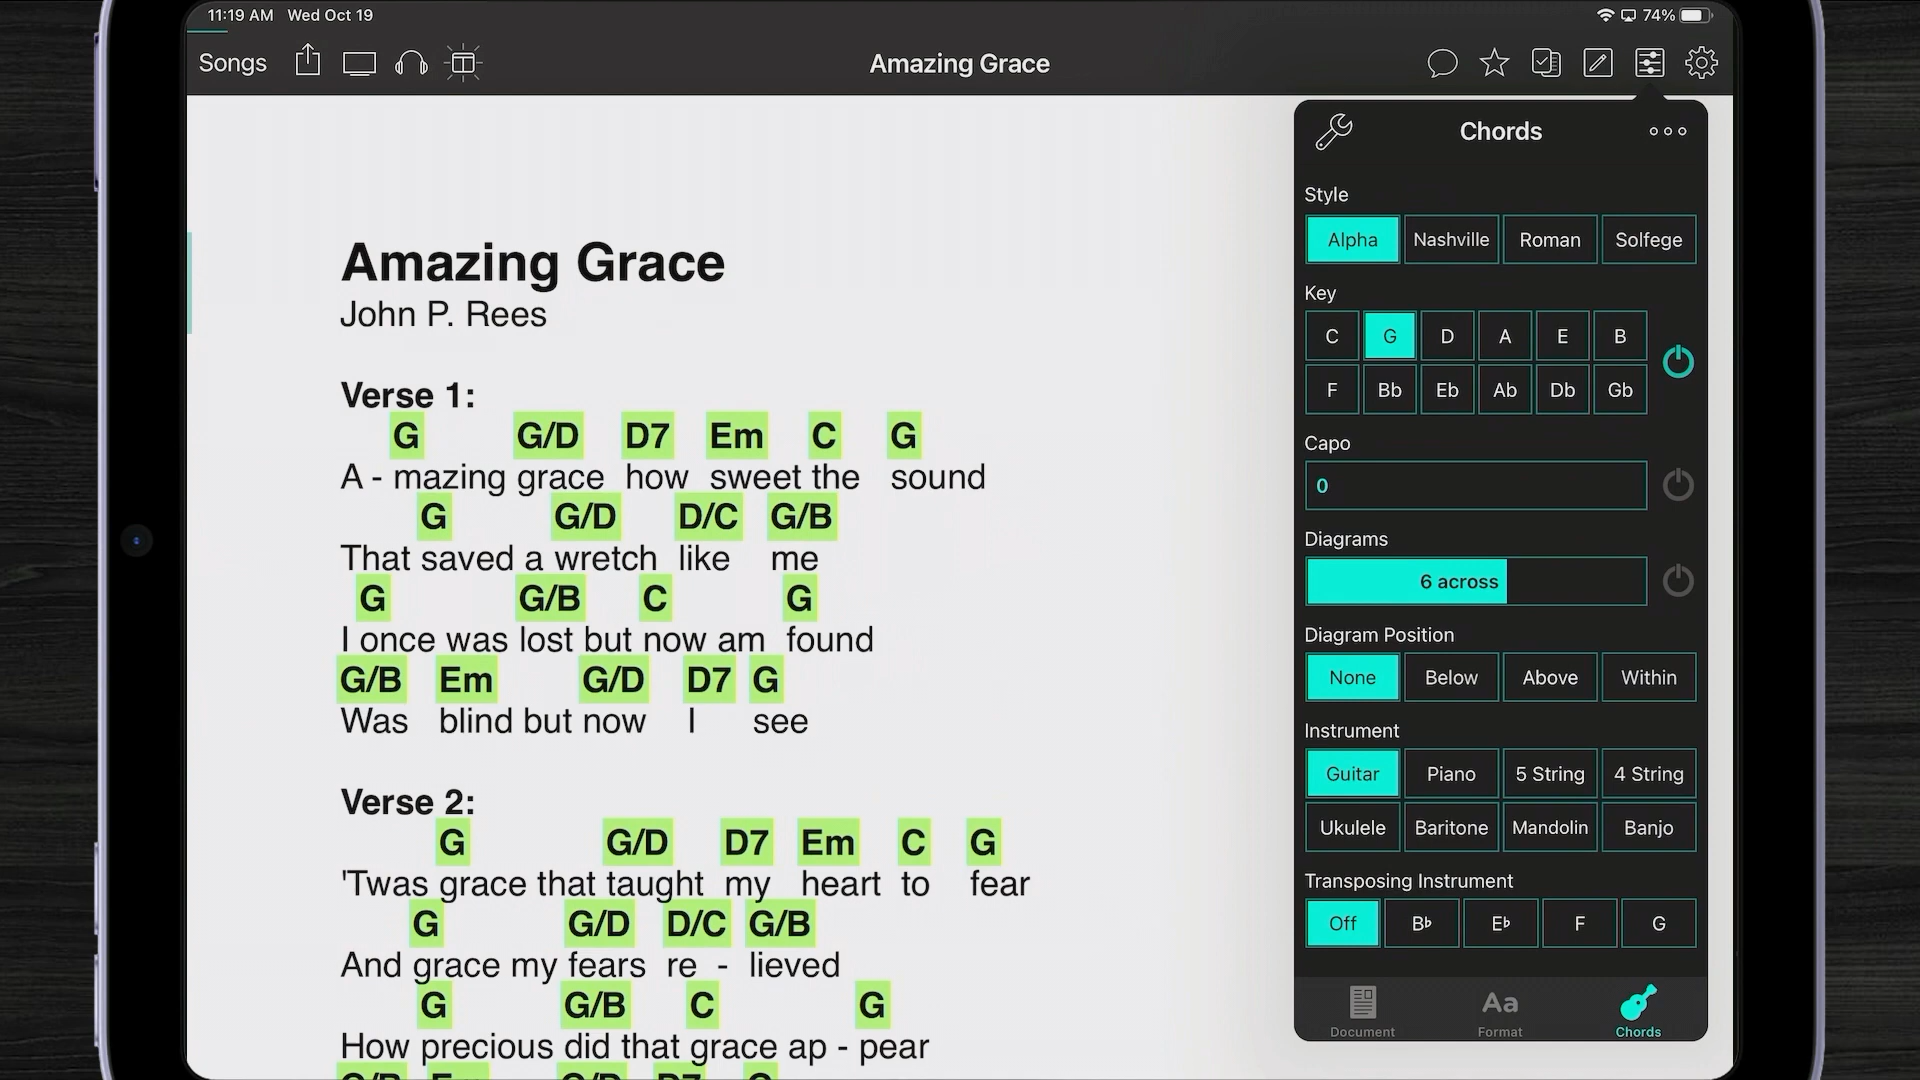 11:19 AM Wed Oct 19
74%
Songs
Amazing Grace
Amazing Grace
John P. Rees
Verse 1:
G G/D D7 Em C G
A - mazing grace how sweet the sound
G G/D D/C G/B
That saved a wretch like me
G G/B C G
I once was lost but now am found
G/B Em G/D D7 G
Was blind but now I see
Verse 2:
G G/D D7 Em C G
'Twas grace that taught my heart to fear
G G/D D/C G/B
And grace my fears re - lieved
G G/B C G
How precious did that grace ap - pear
G/B Em G/D D7 G
Chords
Style
Alpha Nashville Roman Solfege
Key
C G D A E B
F Bb Eb Ab Db Gb
Capo
0
Diagrams
6 across
Diagram Position
None Below Above Within
Instrument
Guitar Piano 5 String 4 String
Ukulele Baritone Mandolin Banjo
Transposing Instrument
Off B♭ E♭ F G
Document
Aa
Format
Chords